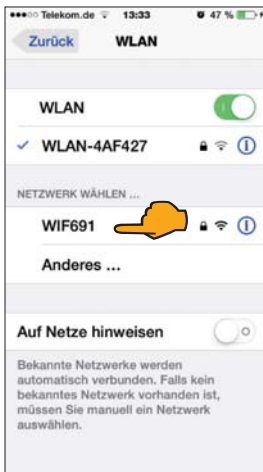 Telekom.de 13:33 47 %
Zurück WLAN
WLAN
WLAN-4AF427
NETZWERK WÄHLEN ...
WIF691
Anderes ...
Auf Netze hinweisen
Bekannte Netzwerke werden
automatisch verbunden. Falls kein
bekanntes Netzwerk vorhanden ist,
müssen Sie manuell ein Netzwerk
auswählen.